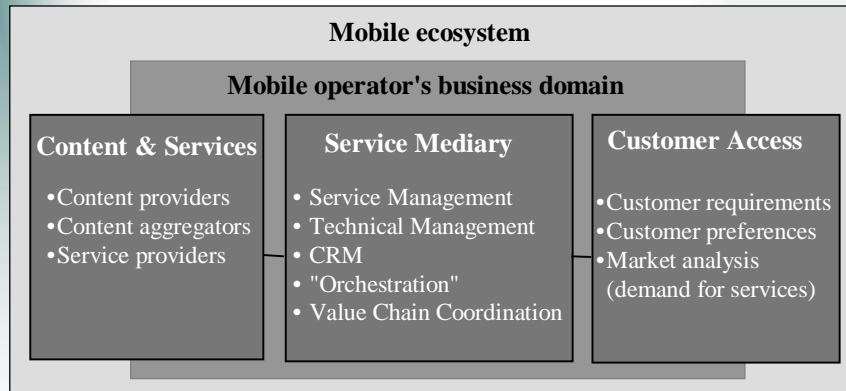 Mobile ecosystem
Mobile operator's business domain
Content & Services
•Content providers
•Content aggregators
•Service providers
Service Mediary
• Service Management
• Technical Management
• CRM
• "Orchestration"
• Value Chain Coordination
Customer Access
•Customer requirements
•Customer preferences
•Market analysis
(demand for services)